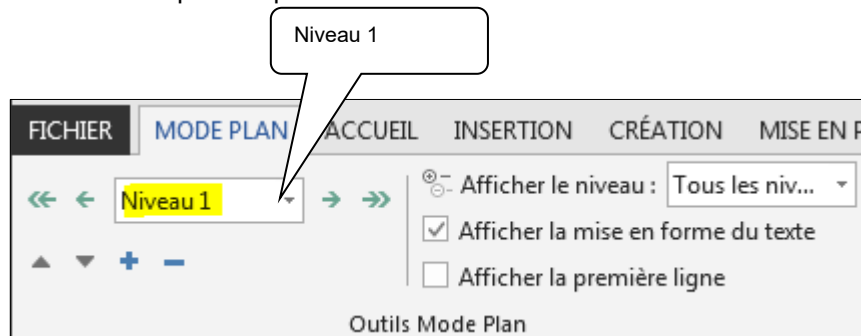 Niveau 1
FICHIER MODE PLAN ACCUEIL INSERTION CRÉATION MISE EN P
Niveau 1 Afficher le niveau : Tous les niv...
Afficher la mise en forme du texte
Afficher la première ligne
Outils Mode Plan